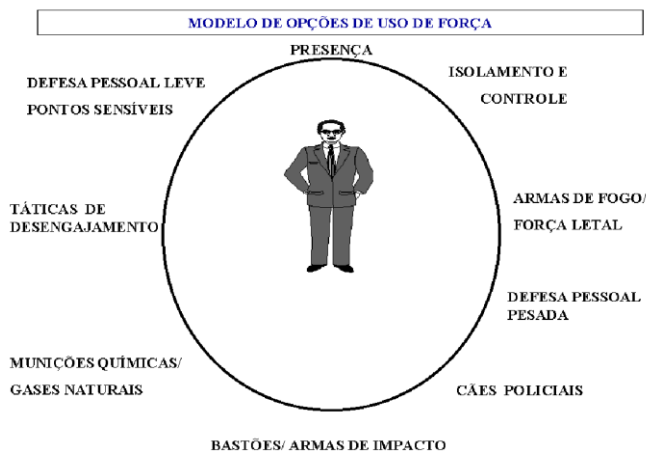 MODELO DE OPÇÕES DE USO DE FORÇA
PRESENÇA
DEFESA PESSOAL LEVE
PONTOS SENSÍVEIS
ISOLAMENTO E
CONTROLE
TÁTICAS DE
DESENGAJAMENTO
ARMAS DE FOGO/
FORÇA LETAL
DEFESA PESSOAL
PESADA
MUNIÇÕES QUÍMICAS/
GASES NATURAIS
CÃES POLICIAIS
BASTÕES/ ARMAS DE IMPACTO